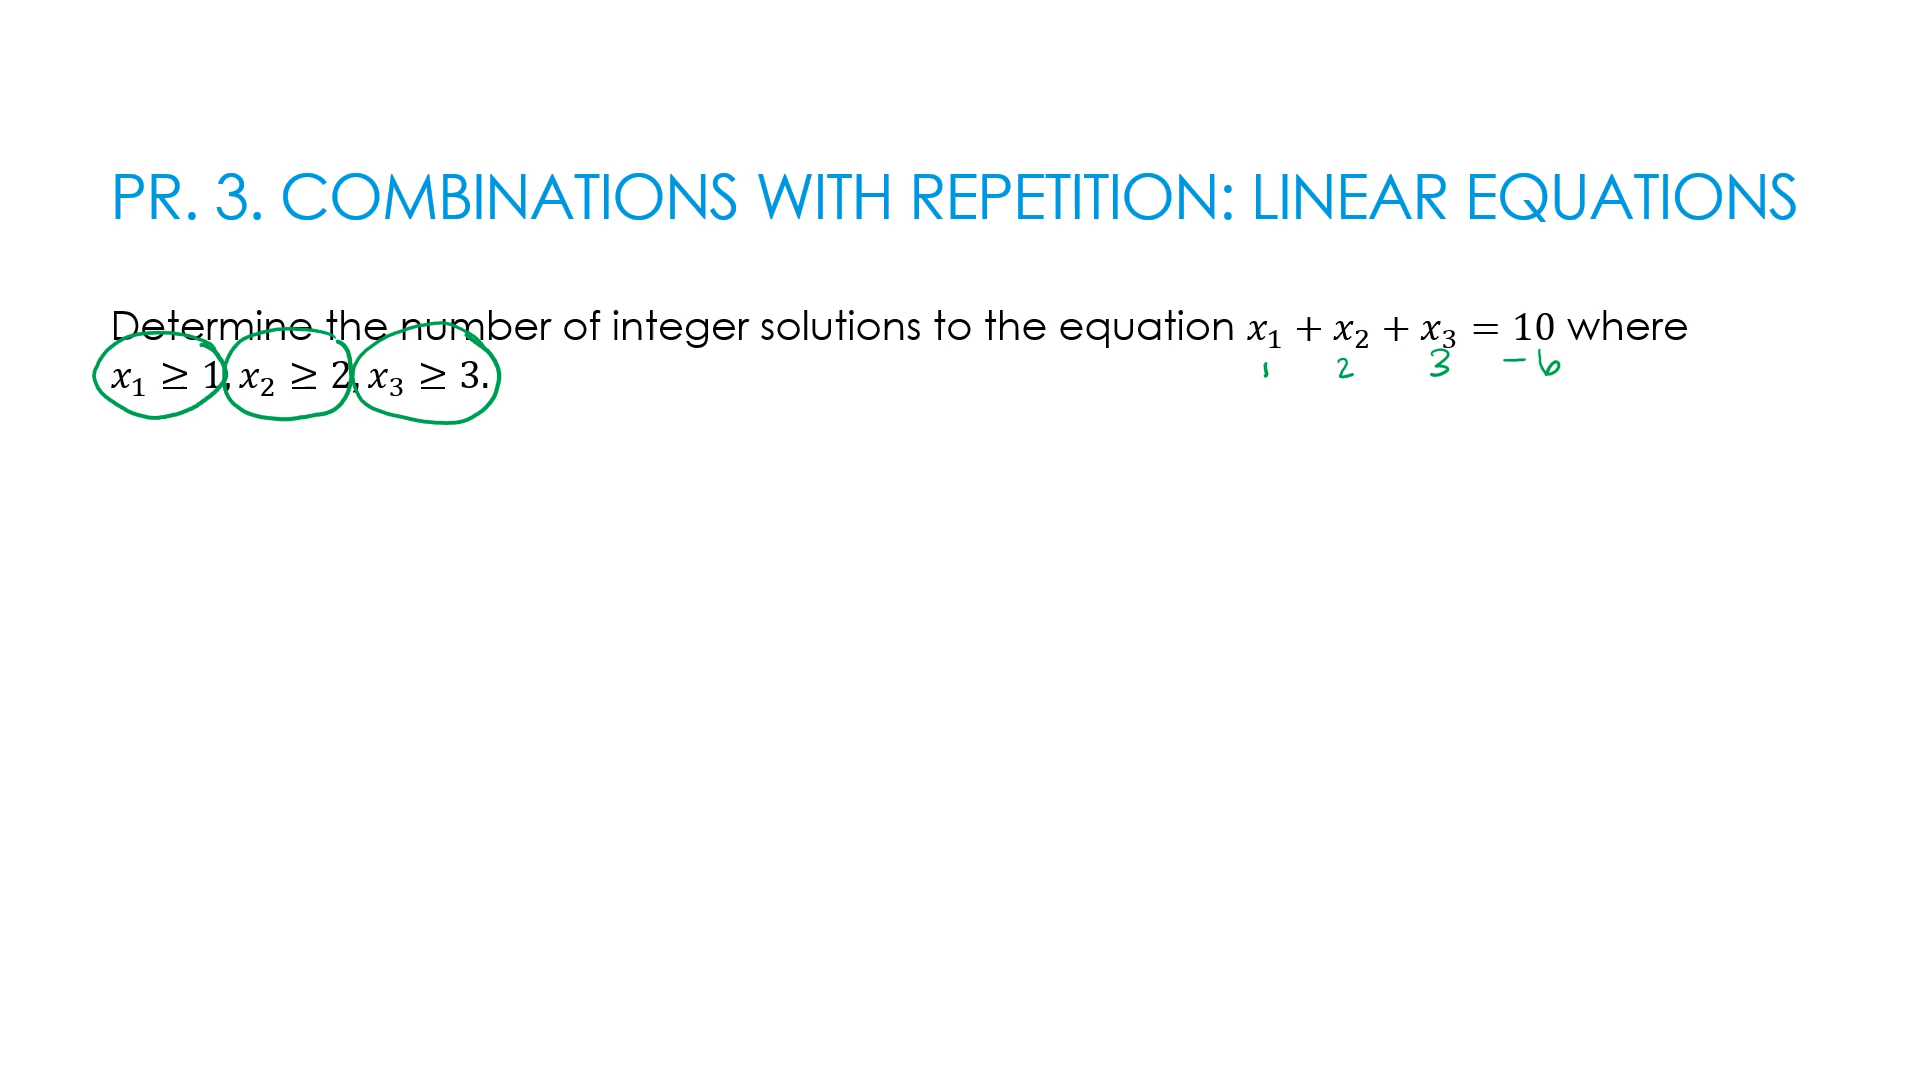 PR. 3. COMBINATIONS WITH REPETITION: LINEAR EQUATIONS
Determine the number of integer solutions to the equation x₁ + x₂ + x₃ = 10 where
x₁ ≥ 1, x₂ ≥ 2, x₃ ≥ 3.
1 2 3 -6